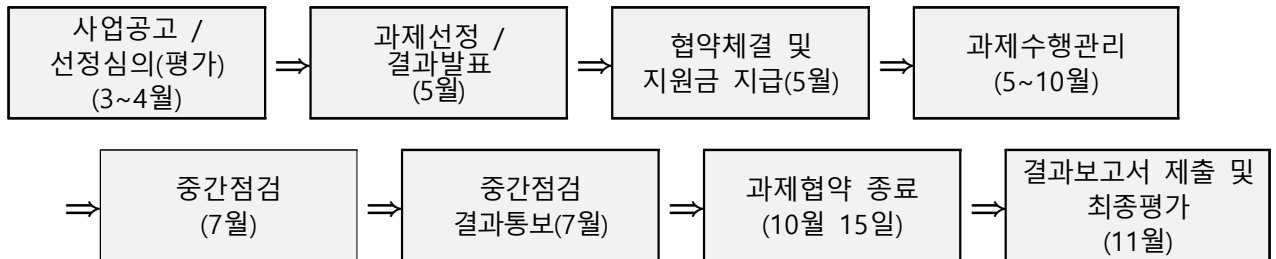 사업공고 /
선정심의(평가)
(3~4월)
⇒
과제선정 /
결과발표
(5월)
⇒
협약체결 및
지원금 지급(5월)
⇒
과제수행관리
(5~10월)
⇒
중간점검
(7월)
⇒
중간점검
결과통보(7월)
⇒
과제협약 종료
(10월 15일)
⇒
결과보고서 제출 및
최종평가
(11월)